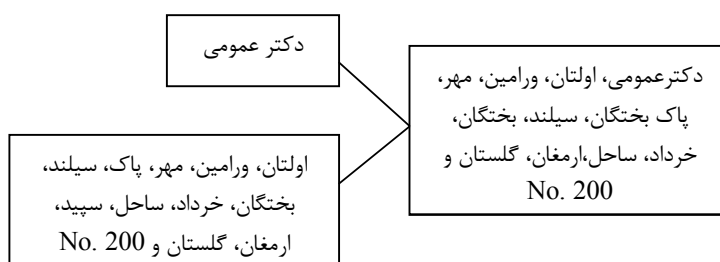 دکتر عمومی
دکترعمومی، اولتان، ورامین، مهر،
پاک بختگان، سیلند، بختگان،
خرداد، ساحل،ارمغان، گلستان و
No. 200
اولتان، ورامین، مهر، پاک، سیلند،
بختگان، خرداد، ساحل، سپید،
ارمغان، گلستان و No. 200